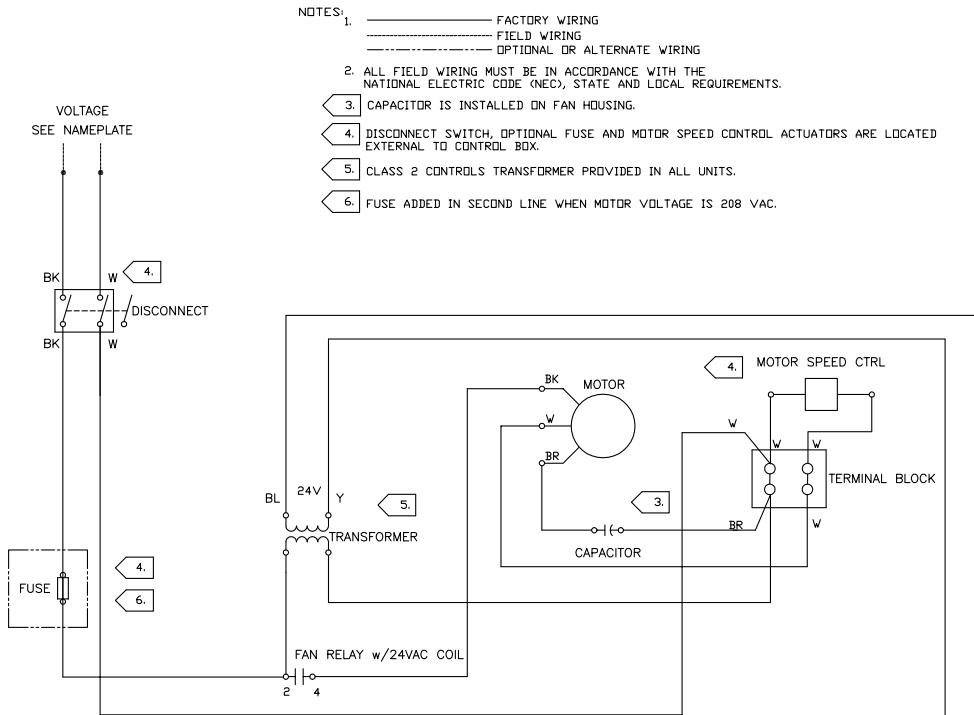 NOTES:
1. FACTORY WIRING
FIELD WIRING
OPTIONAL OR ALTERNATE WIRING
2. ALL FIELD WIRING MUST BE IN ACCORDANCE WITH THE
NATIONAL ELECTRIC CODE (NEC), STATE AND LOCAL REQUIREMENTS.
3. CAPACITOR IS INSTALLED ON FAN HOUSING.
4. DISCONNECT SWITCH, OPTIONAL FUSE AND MOTOR SPEED CONTROL ACTUATORS ARE LOCATED
EXTERNAL TO CONTROL BOX.
5. CLASS 2 CONTROLS TRANSFORMER PROVIDED IN ALL UNITS.
6. FUSE ADDED IN SECOND LINE WHEN MOTOR VOLTAGE IS 208 VAC.
VOLTAGE
SEE NAMEPLATE
BK W 4.
DISCONNECT
BK W
4. MOTOR SPEED CTRL
BK MOTOR
W
W
W W
BR
TERMINAL BLOCK
BL 24V Y 5.
3.
BR W
TRANSFORMER
CAPACITOR
FUSE 4.
6.
FAN RELAY w/24VAC COIL
2 4